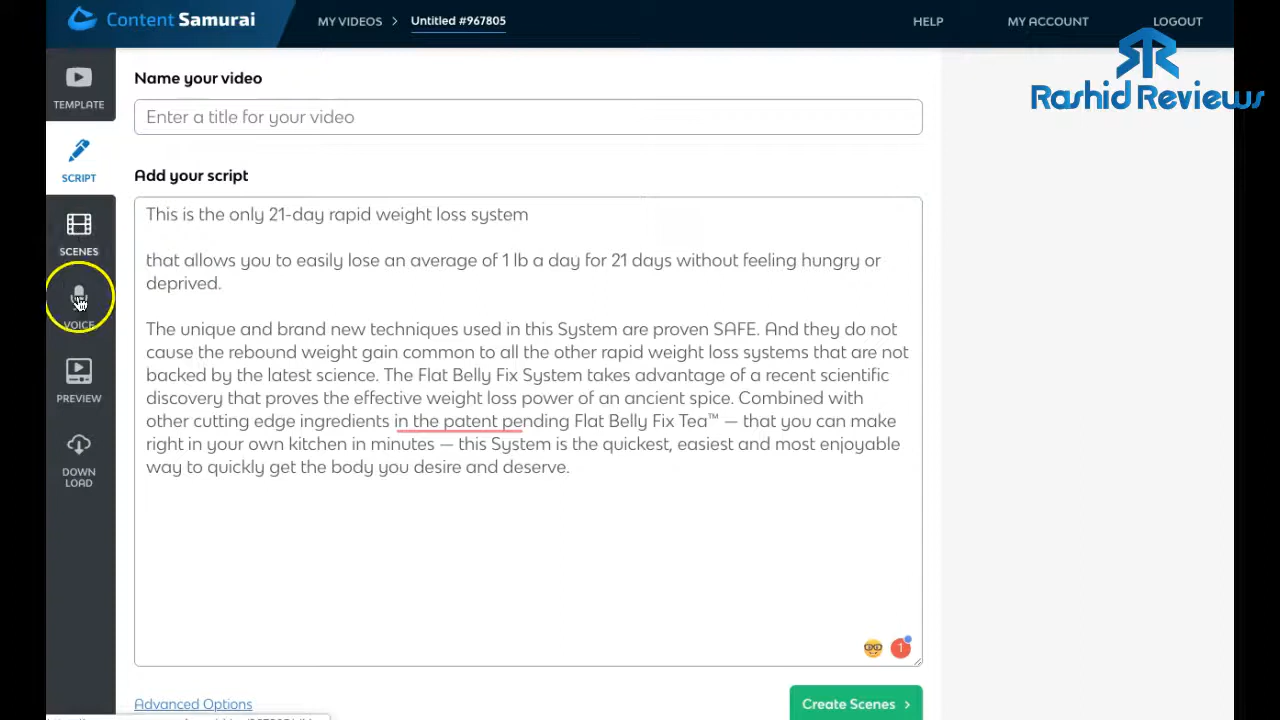 Content Samurai
MY VIDEOS > Untitled #967805
HELP
MY ACCOUNT
LOGOUT
Rashid Reviews
TEMPLATE
SCRIPT
SCENES
VOICE
PREVIEW
DOWN
LOAD
Name your video
Enter a title for your video
Add your script
This is the only 21-day rapid weight loss system
that allows you to easily lose an average of 1 lb a day for 21 days without feeling hungry or
deprived.
The unique and brand new techniques used in this System are proven SAFE. And they do not
cause the rebound weight gain common to all the other rapid weight loss systems that are not
backed by the latest science. The Flat Belly Fix System takes advantage of a recent scientific
discovery that proves the effective weight loss power of an ancient spice. Combined with
other cutting edge ingredients in the patent pending Flat Belly Fix Tea™ — that you can make
right in your own kitchen in minutes — this System is the quickest, easiest and most enjoyable
way to quickly get the body you desire and deserve.
1
Advanced Options
Create Scenes >